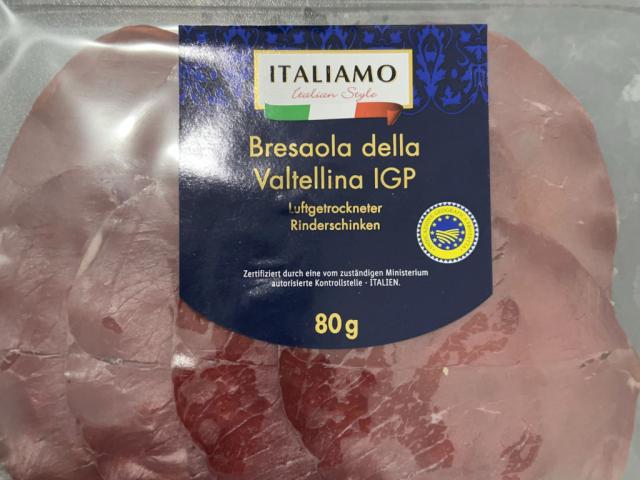 ITALIAMO
Italian Style
Bresaola della
Valtellina IGP
Luftgetrockneter
Rinderschinken
Zertifiziert durch eine vom zuständigen Ministerium
autorisierte Kontrollstelle - ITALIEN.
80g